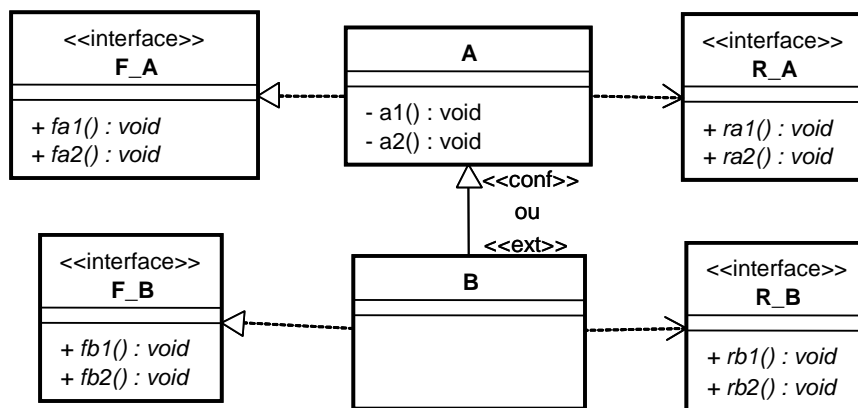 <<interface>>
F_A
+ fa1() : void
+ fa2() : void
A
- a1() : void
- a2() : void
<<interface>>
R_A
+ ra1() : void
+ ra2() : void
<<conf>>
ou
<<ext>>
<<interface>>
F_B
+ fb1() : void
+ fb2() : void
B
<<interface>>
R_B
+ rb1() : void
+ rb2() : void